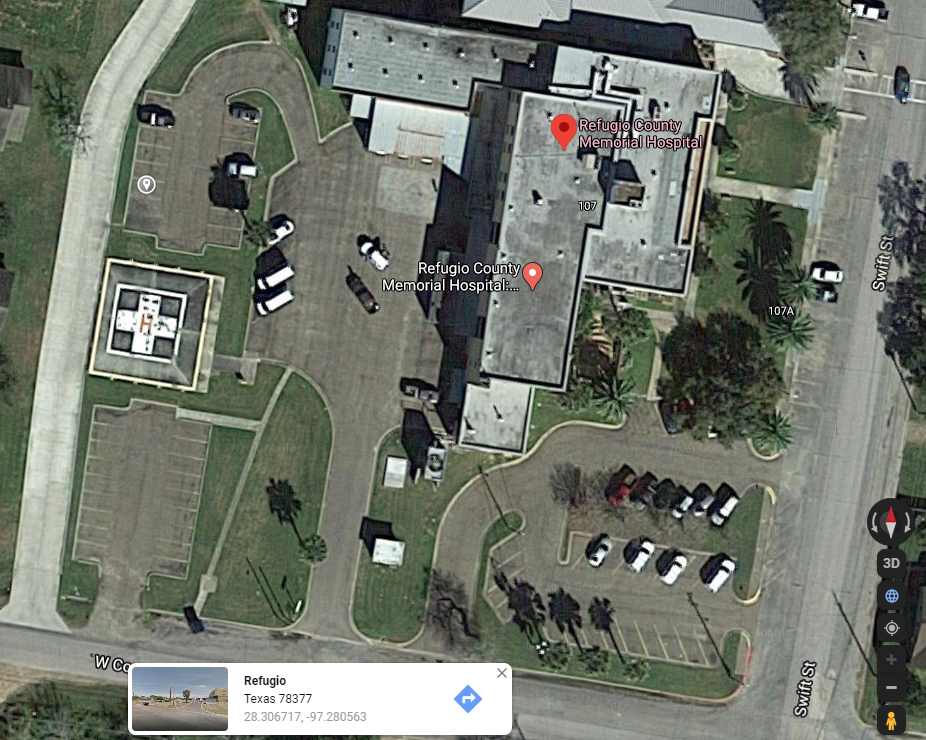 Refugio County
Memorial Hospital
107
Refugio County
Memorial Hospital:...
Swift St
107A
H
3D
W Co
Swift St
Refugio
Texas 78377
28.306717, -97.280563